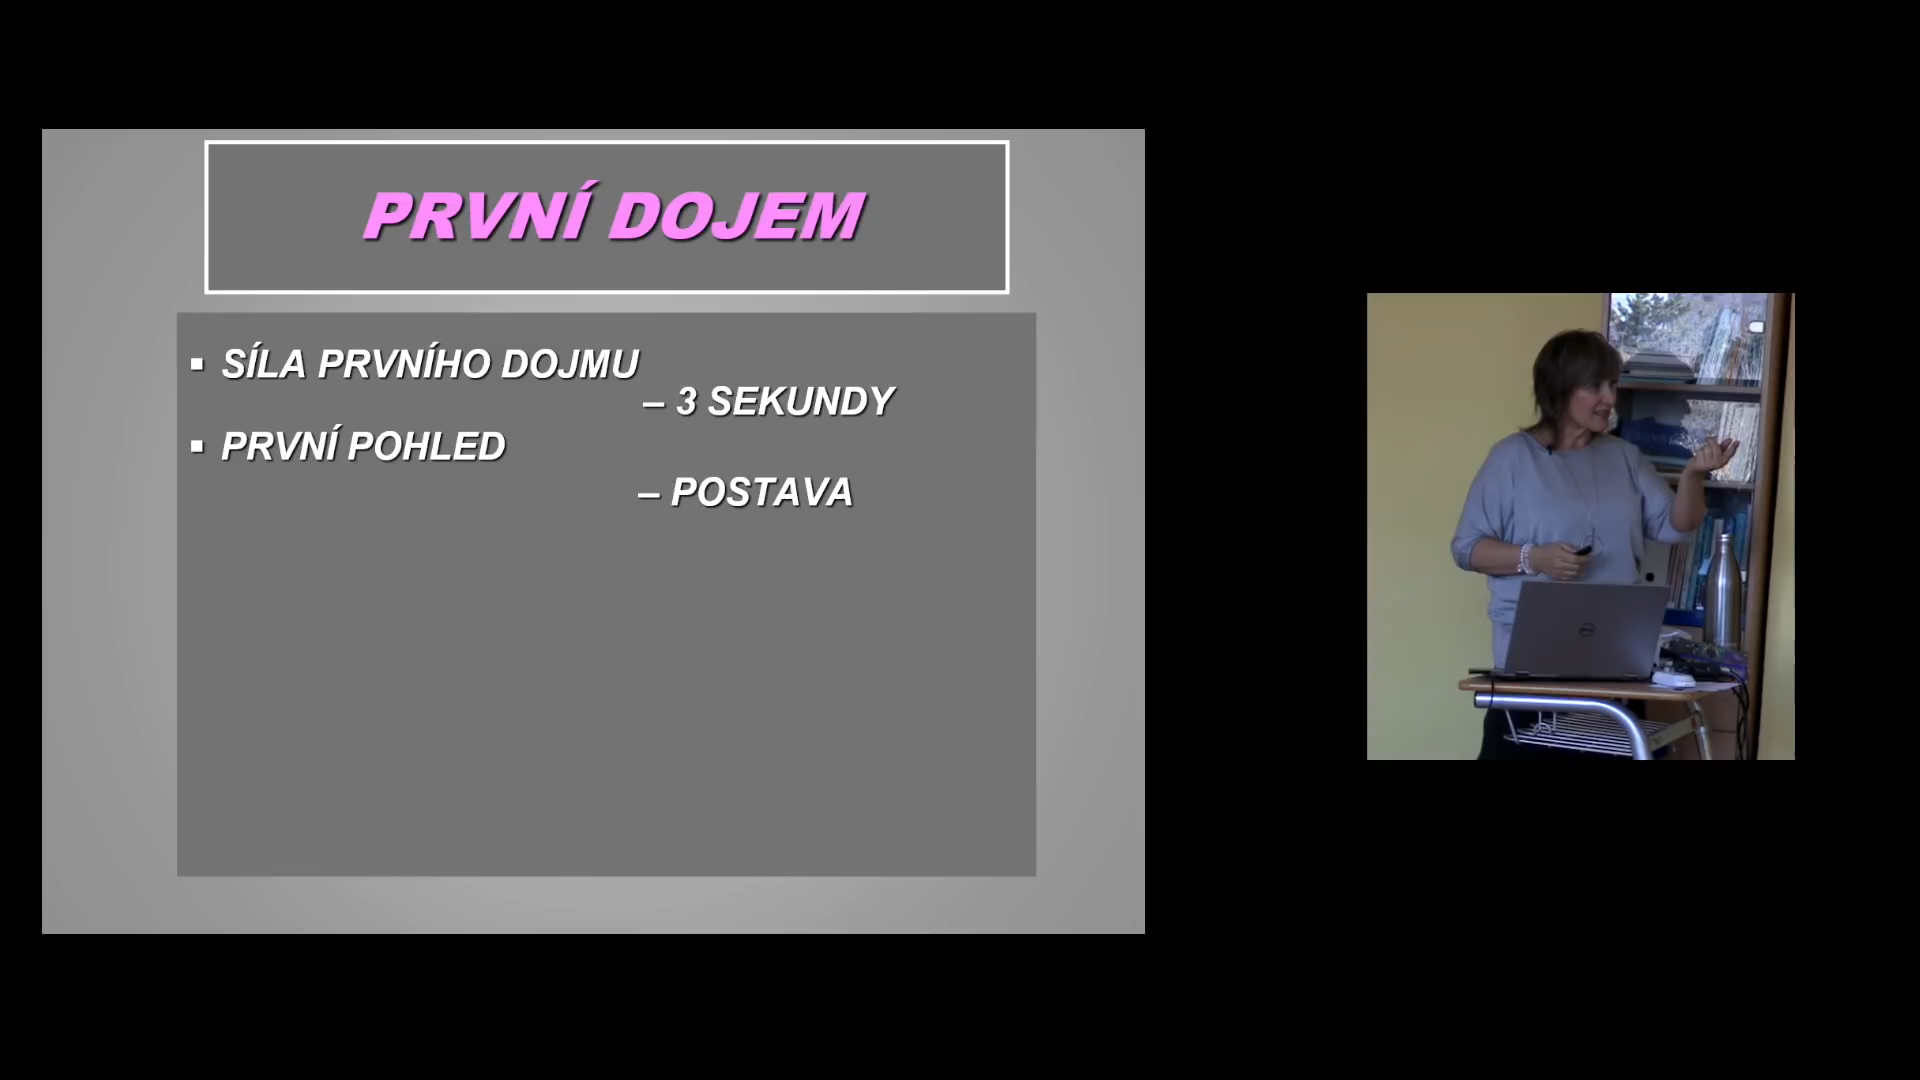 PRVNÍ DOJEM
▪ SÍLA PRVNÍHO DOJMU
– 3 SEKUNDY
▪ PRVNÍ POHLED
– POSTAVA